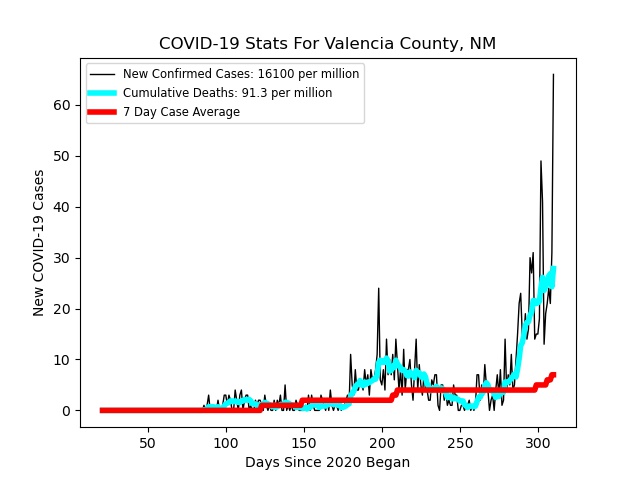 COVID-19 Stats For Valencia County, NM
New Confirmed Cases: 16100 per million
Cumulative Deaths: 91.3 per million
7 Day Case Average
New COVID-19 Cases
60
50
40
30
20
10
0
50 100 150 200 250 300
Days Since 2020 Began